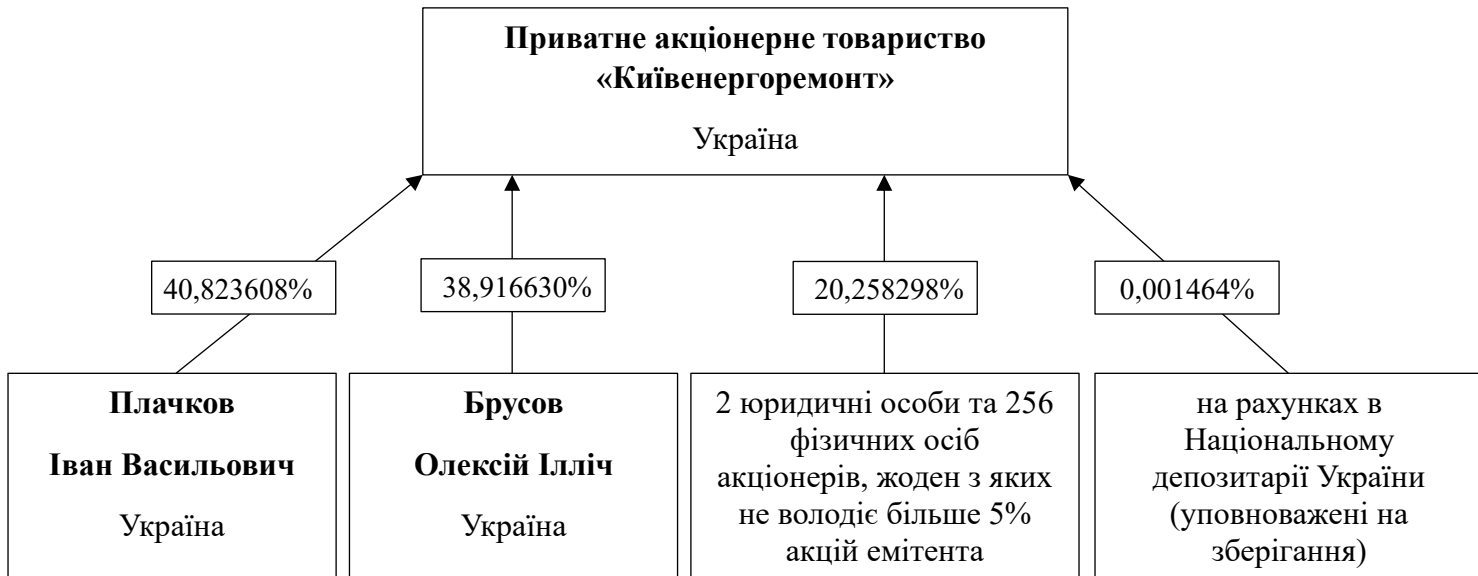 Приватне акціонерне товариство
«Київенергоремонт»
Україна
40,823608%
38,916630%
20,258298%
0,001464%
Плачков
Іван Васильович
Україна
Брусов
Олексій Ілліч
Україна
2 юридичні особи та 256
фізичних осіб
акціонерів, жоден з яких
не володіє більше 5%
акцій емітента
на рахунках в
Національному
депозитарії України
(уповноважені на
зберігання)